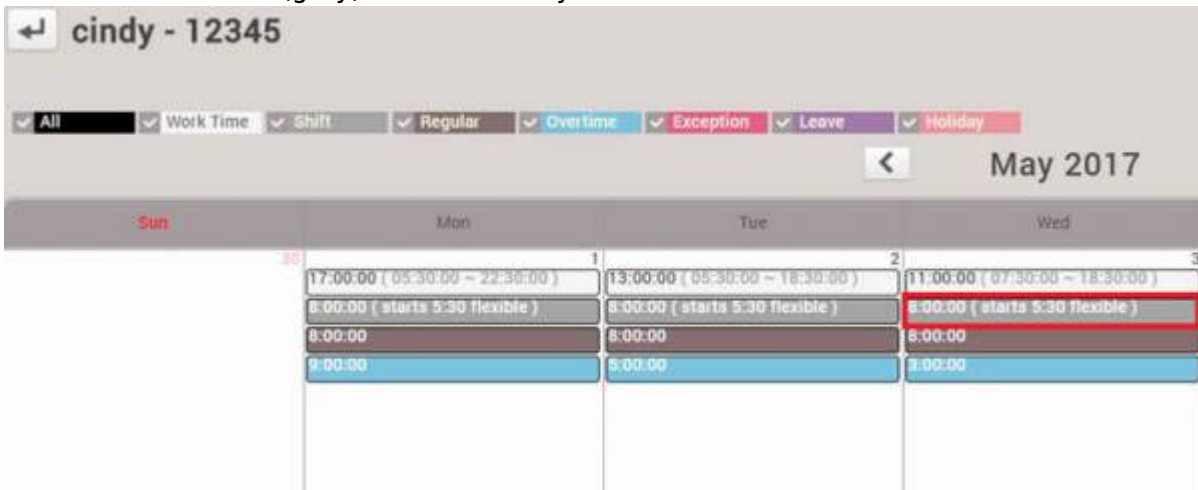 cindy - 12345
All Work Time Shift Regular Overtime Exception Leave Holiday
May 2017
Sun Mon Tue Wed
30 1 2 3
17:00:00 ( 05:30:00 ~ 22:30:00 ) 13:00:00 ( 05:30:00 ~ 18:30:00 ) 11:00:00 ( 07:30:00 ~ 18:30:00 )
8:00:00 ( starts 5:30 flexible ) 8:00:00 ( starts 5:30 flexible ) 8:00:00 ( starts 5:30 flexible )
8:00:00 8:00:00 8:00:00
9:00:00 5:00:00 3:00:00